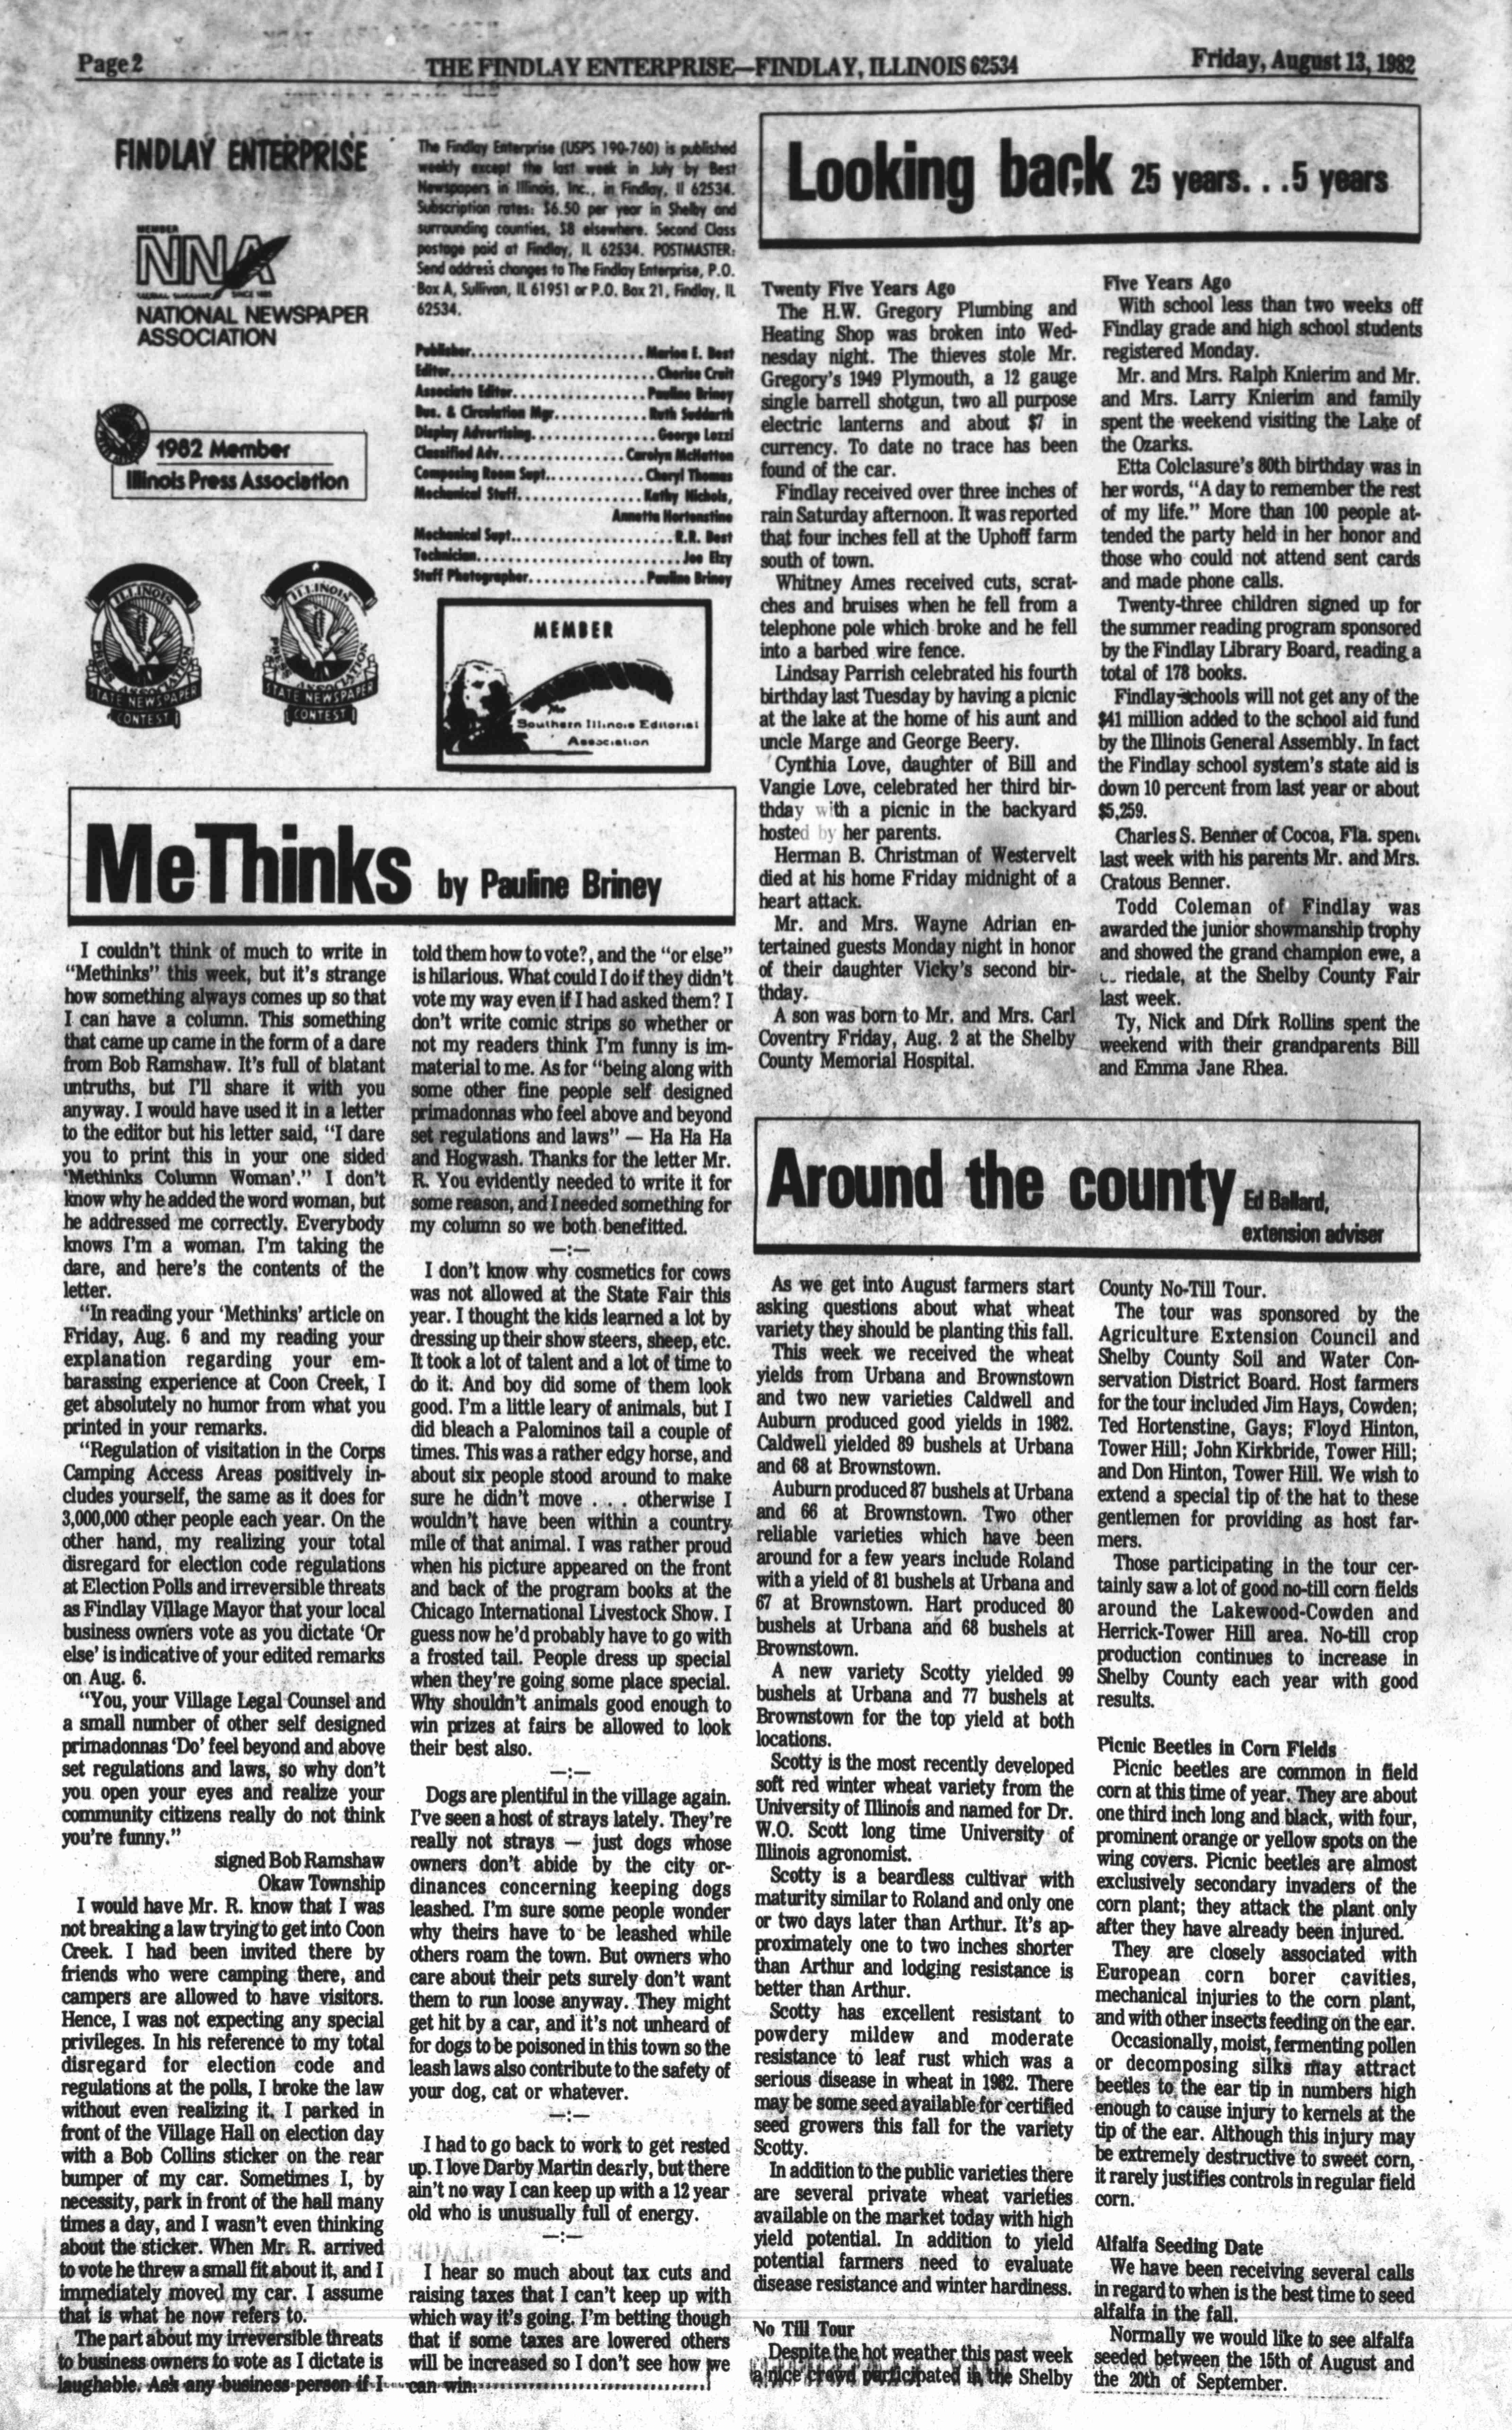 Page 2
THE FINDLAY ENTERPRISE—FINDLAY, ILLINOIS 62534
Friday, August 13, 1982
FINDLAY ENTERPRISE
MEMBER
NNA
SINCE 1885
NATIONAL NEWSPAPER
ASSOCIATION
1982 Member
Illinois Press Association
ILLINOIS
PRESS ASSOCIATION
STATE NEWSPAPER
CONTEST
ILLINOIS
PRESS ASSOCIATION
STATE NEWSPAPER
CONTEST
The Findlay Enterprise (USPS 190-760) is published
weekly except the last week in July by Best
Newspapers in Illinois, Inc., in Findlay, Il 62534.
Subscription rates: $6.50 per year in Shelby and
surrounding counties, $8 elsewhere. Second Class
postage paid at Findlay, IL 62534. POSTMASTER:
Send address changes to The Findlay Enterprise, P.O.
Box A, Sullivan, IL 61951 or P.O. Box 21, Findlay, IL
62534.
Publisher.....................Marion E. Best
Editor.........................Charlse Cruit
Associate Editor................Pauline Briney
Bus. & Circulation Mgr...........Ruth Suddarth
Display Advertising..............George Lozzi
Classified Adv...............Carolyn McNutton
Composing Room Supt............Cheryl Thomas
Mechanical Staff................Kathy Nichols,
Annetta Hortenstine
Mechanical Supt....................R.R. Best
Technician..........................Joe Elzy
Staff Photographer..............Pauline Briney
MEMBER
The
Southern Illinois Editorial
Association
MeThinks by Pauline Briney
I couldn't think of much to write in
"Methinks" this week, but it's strange
how something always comes up so that
I can have a column. This something
that came up came in the form of a dare
from Bob Ramshaw. It's full of blatant
untruths, but I'll share it with you
anyway. I would have used it in a letter
to the editor but his letter said, "I dare
you to print this in your one sided
'Methinks Column Woman'." I don't
know why he added the word woman, but
he addressed me correctly. Everybody
knows I'm a woman. I'm taking the
dare, and here's the contents of the
letter.
"In reading your 'Methinks' article on
Friday, Aug. 6 and my reading your
explanation regarding your em-
barassing experience at Coon Creek, I
get absolutely no humor from what you
printed in your remarks.
"Regulation of visitation in the Corps
Camping Access Areas positively in-
cludes yourself, the same as it does for
3,000,000 other people each year. On the
other hand, my realizing your total
disregard for election code regulations
at Election Polls and irreversible threats
as Findlay Village Mayor that your local
business owners vote as you dictate 'Or
else' is indicative of your edited remarks
on Aug. 6.
"You, your Village Legal Counsel and
a small number of other self designed
primadonnas 'Do' feel beyond and above
set regulations and laws, so why don't
you open your eyes and realize your
community citizens really do not think
you're funny."
signed Bob Ramshaw
Okaw Township
I would have Mr. R. know that I was
not breaking a law trying to get into Coon
Creek. I had been invited there by
friends who were camping there, and
campers are allowed to have visitors.
Hence, I was not expecting any special
privileges. In his reference to my total
disregard for election code and
regulations at the polls, I broke the law
without even realizing it. I parked in
front of the Village Hall on election day
with a Bob Collins sticker on the rear
bumper of my car. Sometimes I, by
necessity, park in front of the hall many
times a day, and I wasn't even thinking
about the sticker. When Mr. R. arrived
to vote he threw a small fit about it, and I
immediately moved my car. I assume
that is what he now refers to.
The part about my irreversible threats
to business owners to vote as I dictate is
laughable. Ask any business person if I
told them how to vote?, and the "or else"
is hilarious. What could I do if they didn't
vote my way even if I had asked them? I
don't write comic strips so whether or
not my readers think I'm funny is im-
material to me. As for "being along with
some other fine people self designed
primadonnas who feel above and beyond
set regulations and laws" — Ha Ha Ha
and Hogwash. Thanks for the letter Mr.
R. You evidently needed to write it for
some reason, and I needed something for
my column so we both benefitted.
—:—
I don't know why cosmetics for cows
was not allowed at the State Fair this
year. I thought the kids learned a lot by
dressing up their show steers, sheep, etc.
It took a lot of talent and a lot of time to
do it. And boy did some of them look
good. I'm a little leary of animals, but I
did bleach a Palominos tail a couple of
times. This was a rather edgy horse, and
about six people stood around to make
sure he didn't move . . . otherwise I
wouldn't have been within a country
mile of that animal. I was rather proud
when his picture appeared on the front
and back of the program books at the
Chicago International Livestock Show. I
guess now he'd probably have to go with
a frosted tail. People dress up special
when they're going some place special.
Why shouldn't animals good enough to
win prizes at fairs be allowed to look
their best also.
—:—
Dogs are plentiful in the village again.
I've seen a host of strays lately. They're
really not strays — just dogs whose
owners don't abide by the city or-
dinances concerning keeping dogs
leashed. I'm sure some people wonder
why theirs have to be leashed while
others roam the town. But owners who
care about their pets surely don't want
them to run loose anyway. They might
get hit by a car, and it's not unheard of
for dogs to be poisoned in this town so the
leash laws also contribute to the safety of
your dog, cat or whatever.
—:—
I had to go back to work to get rested
up. I love Darby Martin dearly, but there
ain't no way I can keep up with a 12 year
old who is unusually full of energy.
—:—
I hear so much about tax cuts and
raising taxes that I can't keep up with
which way it's going. I'm betting though
that if some taxes are lowered others
will be increased so I don't see how we
can win.
Looking back 25 years. . .5 years
Twenty Five Years Ago
The H.W. Gregory Plumbing and
Heating Shop was broken into Wed-
nesday night. The thieves stole Mr.
Gregory's 1949 Plymouth, a 12 gauge
single barrell shotgun, two all purpose
electric lanterns and about $7 in
currency. To date no trace has been
found of the car.
Findlay received over three inches of
rain Saturday afternoon. It was reported
that four inches fell at the Uphoff farm
south of town.
Whitney Ames received cuts, scrat-
ches and bruises when he fell from a
telephone pole which broke and he fell
into a barbed wire fence.
Lindsay Parrish celebrated his fourth
birthday last Tuesday by having a picnic
at the lake at the home of his aunt and
uncle Marge and George Beery.
Cynthia Love, daughter of Bill and
Vangie Love, celebrated her third bir-
thday with a picnic in the backyard
hosted by her parents.
Herman B. Christman of Westervelt
died at his home Friday midnight of a
heart attack.
Mr. and Mrs. Wayne Adrian en-
tertained guests Monday night in honor
of their daughter Vicky's second bir-
thday.
A son was born to Mr. and Mrs. Carl
Coventry Friday, Aug. 2 at the Shelby
County Memorial Hospital.
Five Years Ago
With school less than two weeks off
Findlay grade and high school students
registered Monday.
Mr. and Mrs. Ralph Knierim and Mr.
and Mrs. Larry Knierim and family
spent the weekend visiting the Lake of
the Ozarks.
Etta Colclasure's 80th birthday was in
her words, "A day to remember the rest
of my life." More than 100 people at-
tended the party held in her honor and
those who could not attend sent cards
and made phone calls.
Twenty-three children signed up for
the summer reading program sponsored
by the Findlay Library Board, reading a
total of 178 books.
Findlay schools will not get any of the
$41 million added to the school aid fund
by the Illinois General Assembly. In fact
the Findlay school system's state aid is
down 10 percent from last year or about
$5,259.
Charles S. Benner of Cocoa, Fla. spent
last week with his parents Mr. and Mrs.
Cratous Benner.
Todd Coleman of Findlay was
awarded the junior showmanship trophy
and showed the grand champion ewe, a
riedale, at the Shelby County Fair
last week.
Ty, Nick and Dirk Rollins spent the
weekend with their grandparents Bill
and Emma Jane Rhea.
Around the county Ed Ballard,
extension adviser
As we get into August farmers start
asking questions about what wheat
variety they should be planting this fall.
This week we received the wheat
yields from Urbana and Brownstown
and two new varieties Caldwell and
Auburn produced good yields in 1982.
Caldwell yielded 89 bushels at Urbana
and 68 at Brownstown.
Auburn produced 87 bushels at Urbana
and 66 at Brownstown. Two other
reliable varieties which have been
around for a few years include Roland
with a yield of 81 bushels at Urbana and
67 at Brownstown. Hart produced 80
bushels at Urbana and 68 bushels at
Brownstown.
A new variety Scotty yielded 99
bushels at Urbana and 77 bushels at
Brownstown for the top yield at both
locations.
Scotty is the most recently developed
soft red winter wheat variety from the
University of Illinois and named for Dr.
W.O. Scott long time University of
Illinois agronomist.
Scotty is a beardless cultivar with
maturity similar to Roland and only one
or two days later than Arthur. It's ap-
proximately one to two inches shorter
than Arthur and lodging resistance is
better than Arthur.
Scotty has excellent resistant to
powdery mildew and moderate
resistance to leaf rust which was a
serious disease in wheat in 1982. There
may be some seed available for certified
seed growers this fall for the variety
Scotty.
In addition to the public varieties there
are several private wheat varieties
available on the market today with high
yield potential. In addition to yield
potential farmers need to evaluate
disease resistance and winter hardiness.
No Till Tour
Despite the hot weather this past week
a nice crowd participated in the Shelby
County No-Till Tour.
The tour was sponsored by the
Agriculture Extension Council and
Shelby County Soil and Water Con-
servation District Board. Host farmers
for the tour included Jim Hays, Cowden;
Ted Hortenstine, Gays; Floyd Hinton,
Tower Hill; John Kirkbride, Tower Hill;
and Don Hinton, Tower Hill. We wish to
extend a special tip of the hat to these
gentlemen for providing as host far-
mers.
Those participating in the tour cer-
tainly saw a lot of good no-till corn fields
around the Lakewood-Cowden and
Herrick-Tower Hill area. No-till crop
production continues to increase in
Shelby County each year with good
results.
Picnic Beetles in Corn Fields
Picnic beetles are common in field
corn at this time of year. They are about
one third inch long and black, with four,
prominent orange or yellow spots on the
wing covers. Picnic beetles are almost
exclusively secondary invaders of the
corn plant; they attack the plant only
after they have already been injured.
They are closely associated with
European corn borer cavities,
mechanical injuries to the corn plant,
and with other insects feeding on the ear.
Occasionally, moist, fermenting pollen
or decomposing silks may attract
beetles to the ear tip in numbers high
enough to cause injury to kernels at the
tip of the ear. Although this injury may
be extremely destructive to sweet corn,
it rarely justifies controls in regular field
corn.
Alfalfa Seeding Date
We have been receiving several calls
in regard to when is the best time to seed
alfalfa in the fall.
Normally we would like to see alfalfa
seeded between the 15th of August and
the 20th of September.